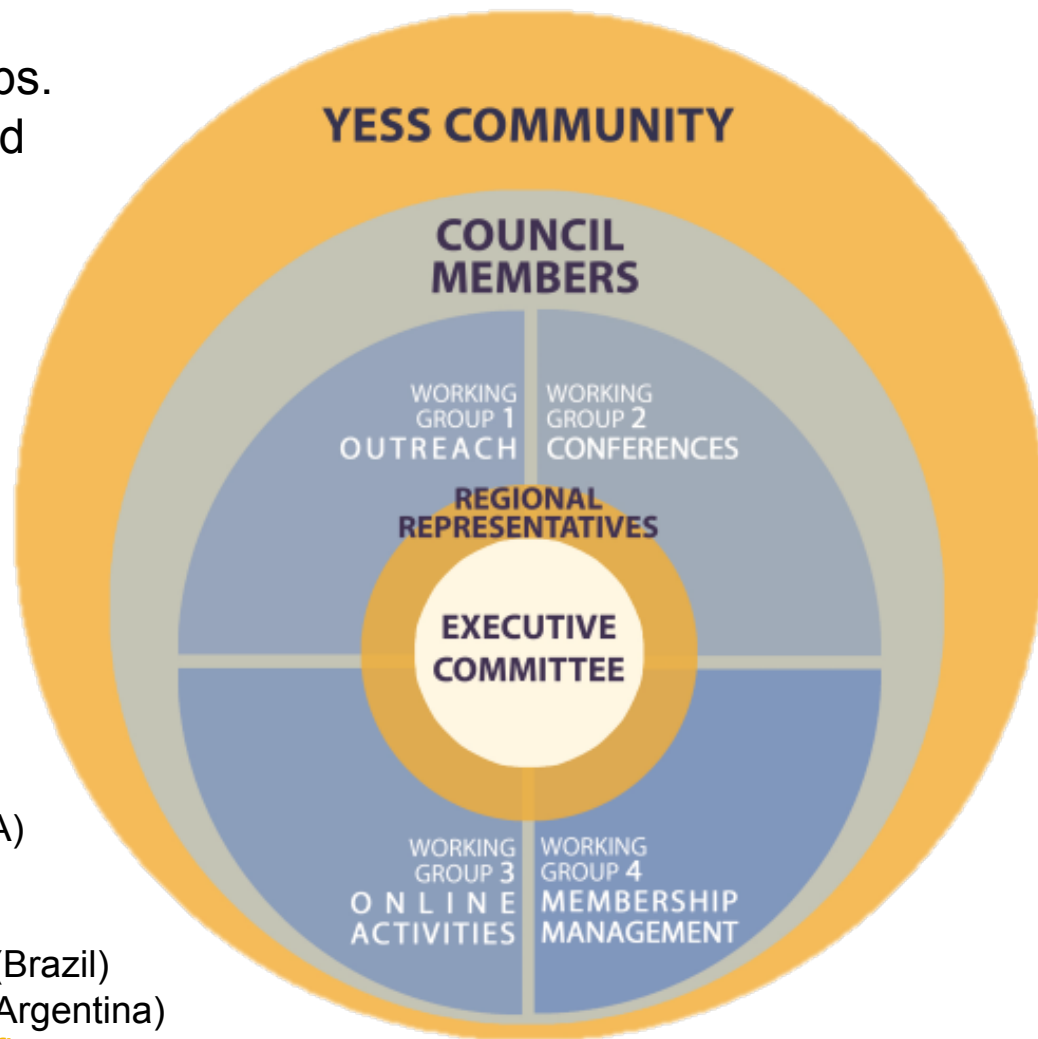 ps.
d
YESS COMMUNITY
COUNCIL
MEMBERS
WORKING
GROUP 1
OUTREACH
WORKING
GROUP 2
CONFERENCES
REGIONAL
REPRESENTATIVES
EXECUTIVE
COMMITTEE
WORKING
GROUP 3
ONLINE
ACTIVITIES
WORKING
GROUP 4
MEMBERSHIP
MANAGEMENT
A)
(Brazil)
Argentina)